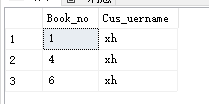 Book_no Cus_uername
1 1 xh
2 4 xh
3 6 xh